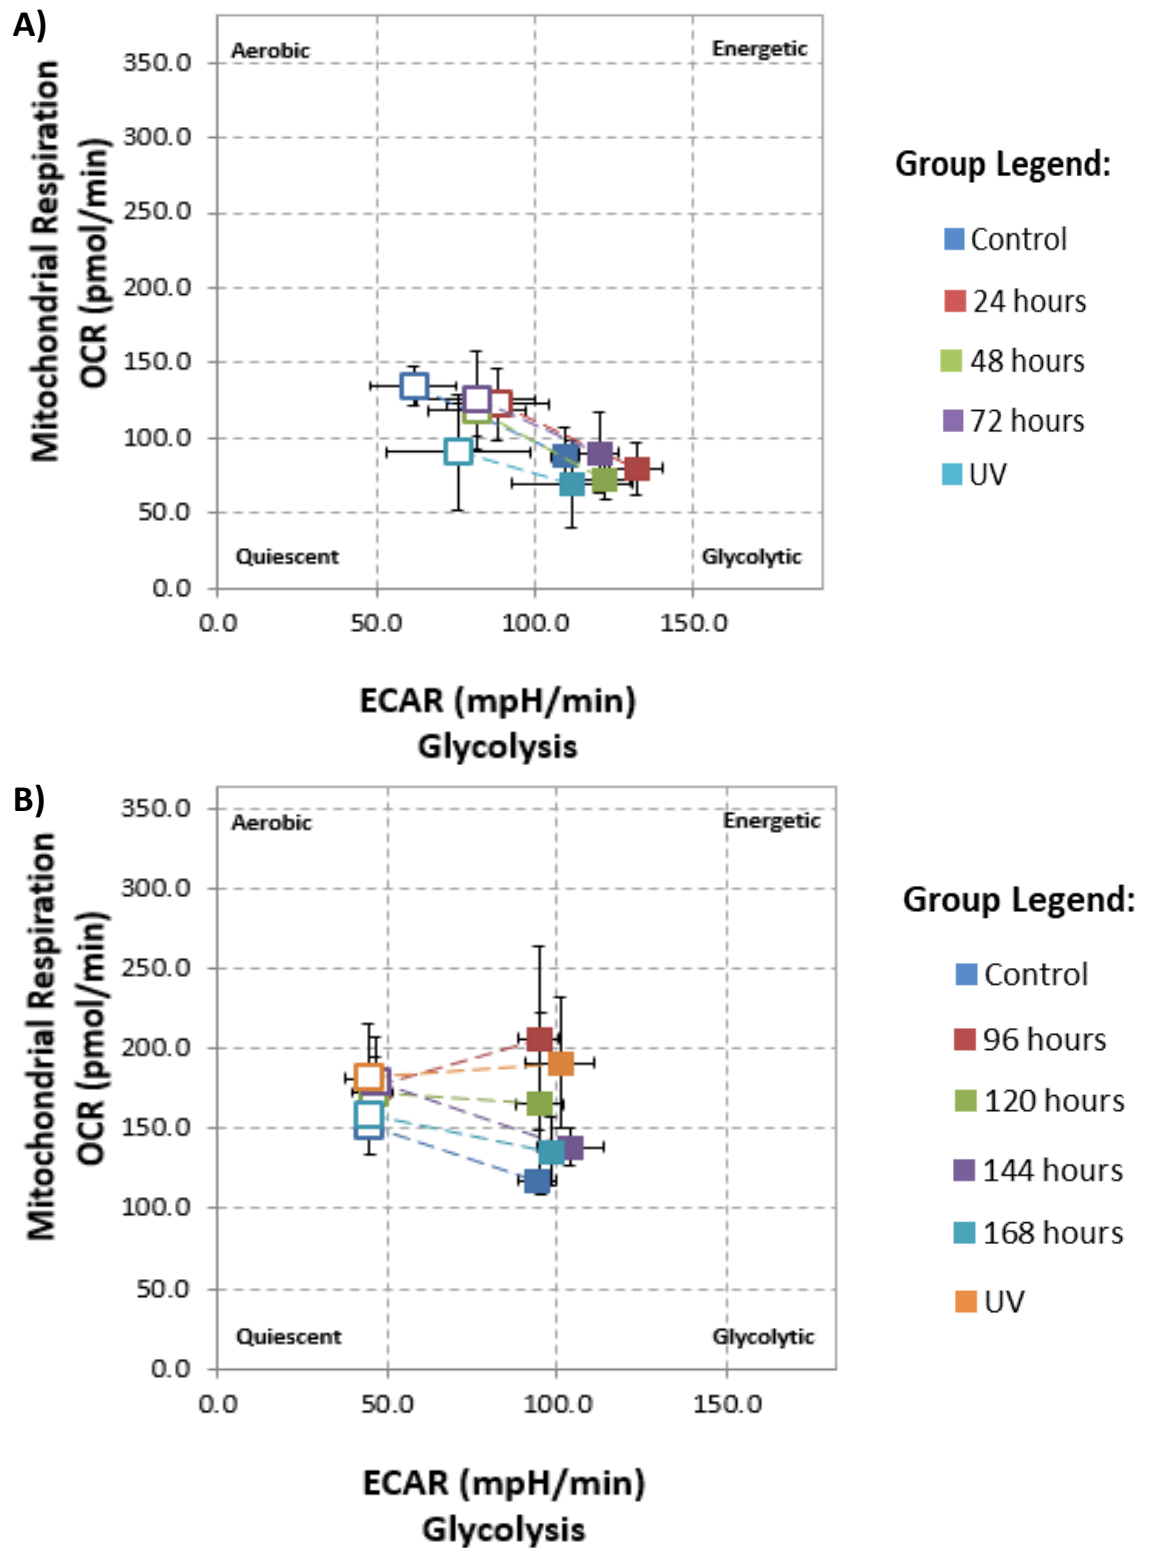 A)
Aerobic
Energetic
Mitochondrial Respiration
OCR (pmol/min)
350.0
300.0
250.0
200.0
150.0
100.0
50.0
0.0
Quiescent
Glycolytic
0.0 50.0 100.0 150.0
ECAR (mpH/min)
Glycolysis
Group Legend:
Control
24 hours
48 hours
72 hours
UV
B)
Aerobic
Energetic
Mitochondrial Respiration
OCR (pmol/min)
350.0
300.0
250.0
200.0
150.0
100.0
50.0
0.0
Quiescent
Glycolytic
0.0 50.0 100.0 150.0
ECAR (mpH/min)
Glycolysis
Group Legend:
Control
96 hours
120 hours
144 hours
168 hours
UV